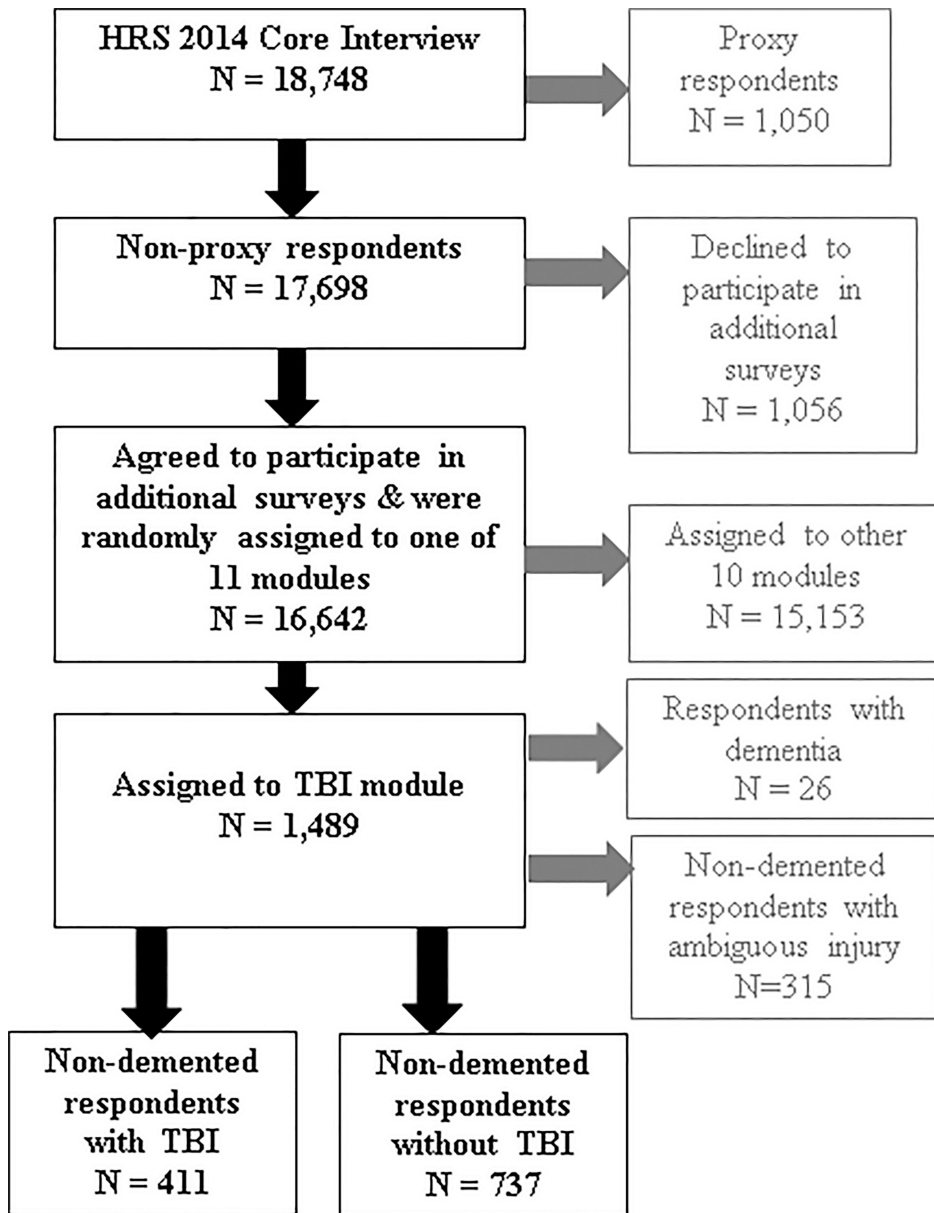 HRS 2014 Core Interview
N = 18,748
Proxy
respondents
N = 1,050
Non-proxy respondents
N = 17,698
Declined to
participate in
additional
surveys
N = 1,056
Agreed to participate in
additional surveys & were
randomly assigned to one of
11 modules
N = 16,642
Assigned to other
10 modules
N = 15,153
Assigned to TBI module
N = 1,489
Respondents with
dementia
N = 26
Non-demented
respondents with
ambiguous injury
N=315
Non-demented
respondents
with TBI
N = 411
Non-demented
respondents
without TBI
N = 737